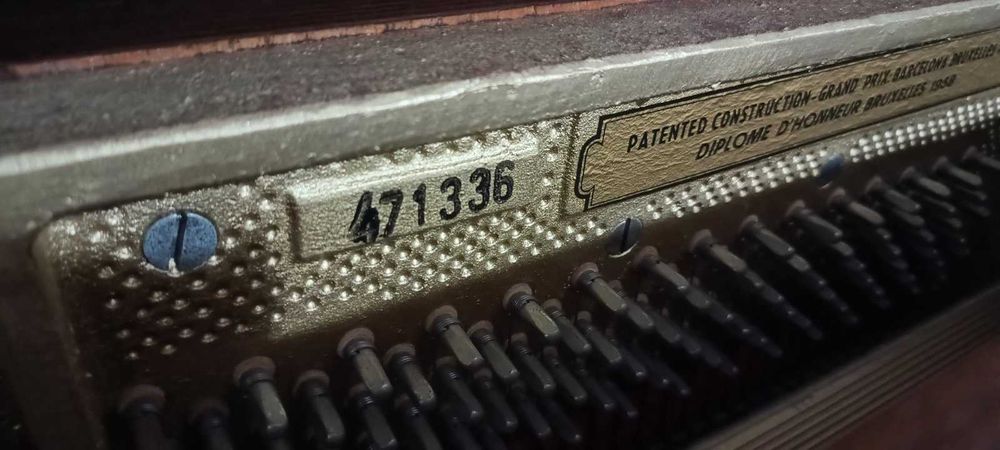 471336
PATENTED CONSTRUCTION-GRAND PRIX-BARCELONA BRUXELLES
DIPLOME D'HONNEUR BRUXELLES 1958